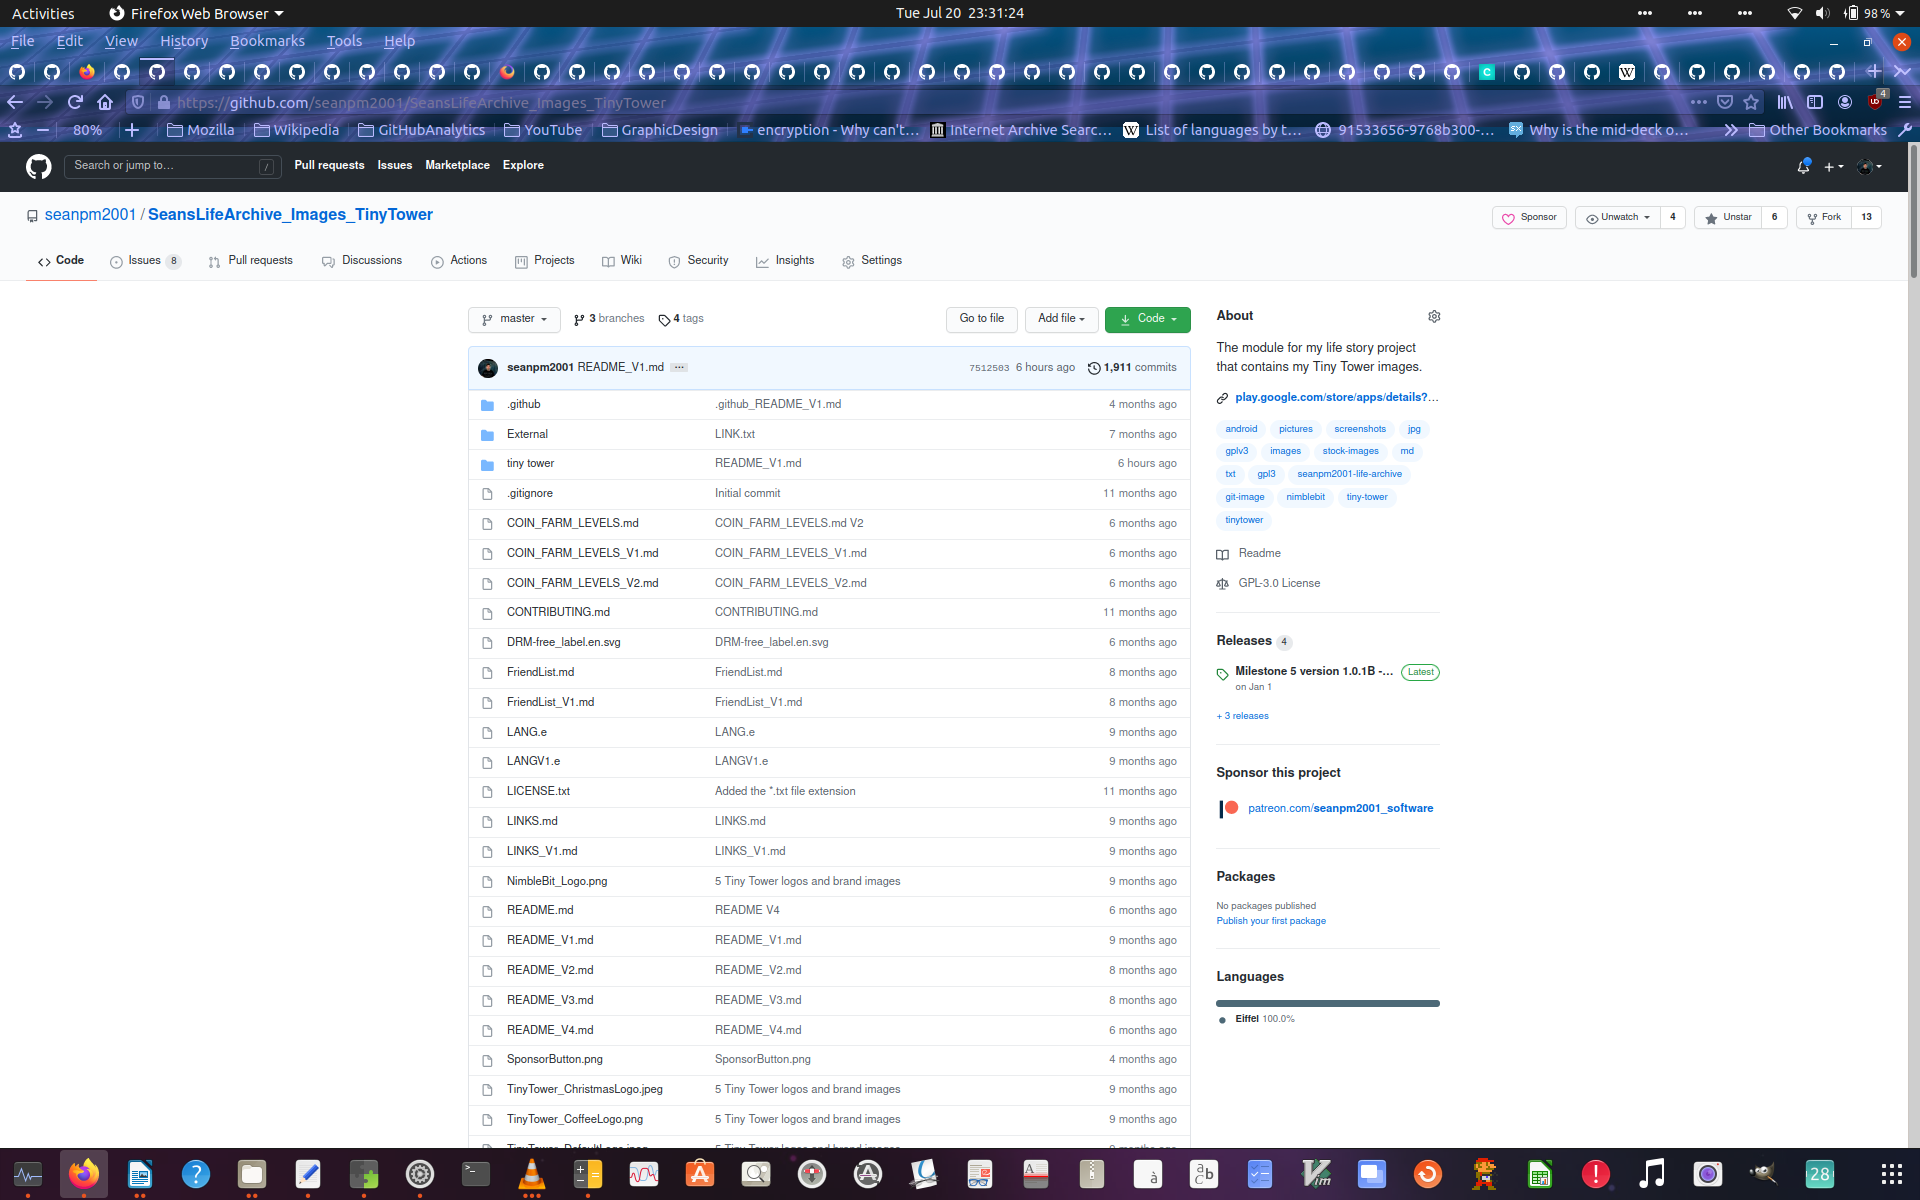 Activities Firefox Web Browser Tue Jul 20 23:31:24 98 %
File Edit View History Bookmarks Tools Help
https://github.com/seanpm2001/SeansLifeArchive_Images_TinyTower 4
80% Mozilla Wikipedia GitHubAnalytics YouTube GraphicDesign encryption - Why can't… Internet Archive Searc… List of languages by t… 91533656-9768b300-… Why is the mid-deck o… Other Bookmarks
Search or jump to… / Pull requests Issues Marketplace Explore
seanpm2001 / SeansLifeArchive_Images_TinyTower Sponsor Unwatch 4 Unstar 6 Fork 13
Code Issues 8 Pull requests Discussions Actions Projects Wiki Security Insights Settings
master 3 branches 4 tags Go to file Add file Code
seanpm2001 README_V1.md ··· 7512503 6 hours ago 1,911 commits
.github .github_README_V1.md 4 months ago
External LINK.txt 7 months ago
tiny tower README_V1.md 6 hours ago
.gitignore Initial commit 11 months ago
COIN_FARM_LEVELS.md COIN_FARM_LEVELS.md V2 6 months ago
COIN_FARM_LEVELS_V1.md COIN_FARM_LEVELS_V1.md 6 months ago
COIN_FARM_LEVELS_V2.md COIN_FARM_LEVELS_V2.md 6 months ago
CONTRIBUTING.md CONTRIBUTING.md 11 months ago
DRM-free_label.en.svg DRM-free_label.en.svg 6 months ago
FriendList.md FriendList.md 8 months ago
FriendList_V1.md FriendList_V1.md 8 months ago
LANG.e LANG.e 9 months ago
LANGV1.e LANGV1.e 9 months ago
LICENSE.txt Added the *.txt file extension 11 months ago
LINKS.md LINKS.md 9 months ago
LINKS_V1.md LINKS_V1.md 9 months ago
NimbleBit_Logo.png 5 Tiny Tower logos and brand images 9 months ago
README.md README V4 6 months ago
README_V1.md README_V1.md 9 months ago
README_V2.md README_V2.md 8 months ago
README_V3.md README_V3.md 8 months ago
README_V4.md README_V4.md 6 months ago
SponsorButton.png SponsorButton.png 4 months ago
TinyTower_ChristmasLogo.jpeg 5 Tiny Tower logos and brand images 9 months ago
TinyTower_CoffeeLogo.png 5 Tiny Tower logos and brand images 9 months ago
About
The module for my life story project
that contains my Tiny Tower images.
play.google.com/store/apps/details?…
android pictures screenshots jpg
gplv3 images stock-images md
txt gpl3 seanpm2001-life-archive
git-image nimblebit tiny-tower
tinytower
Readme
GPL-3.0 License
Releases 4
Milestone 5 version 1.0.1B -… Latest
on Jan 1
+ 3 releases
Sponsor this project
patreon.com/seanpm2001_software
Packages
No packages published
Publish your first package
Languages
Eiffel 100.0%
28